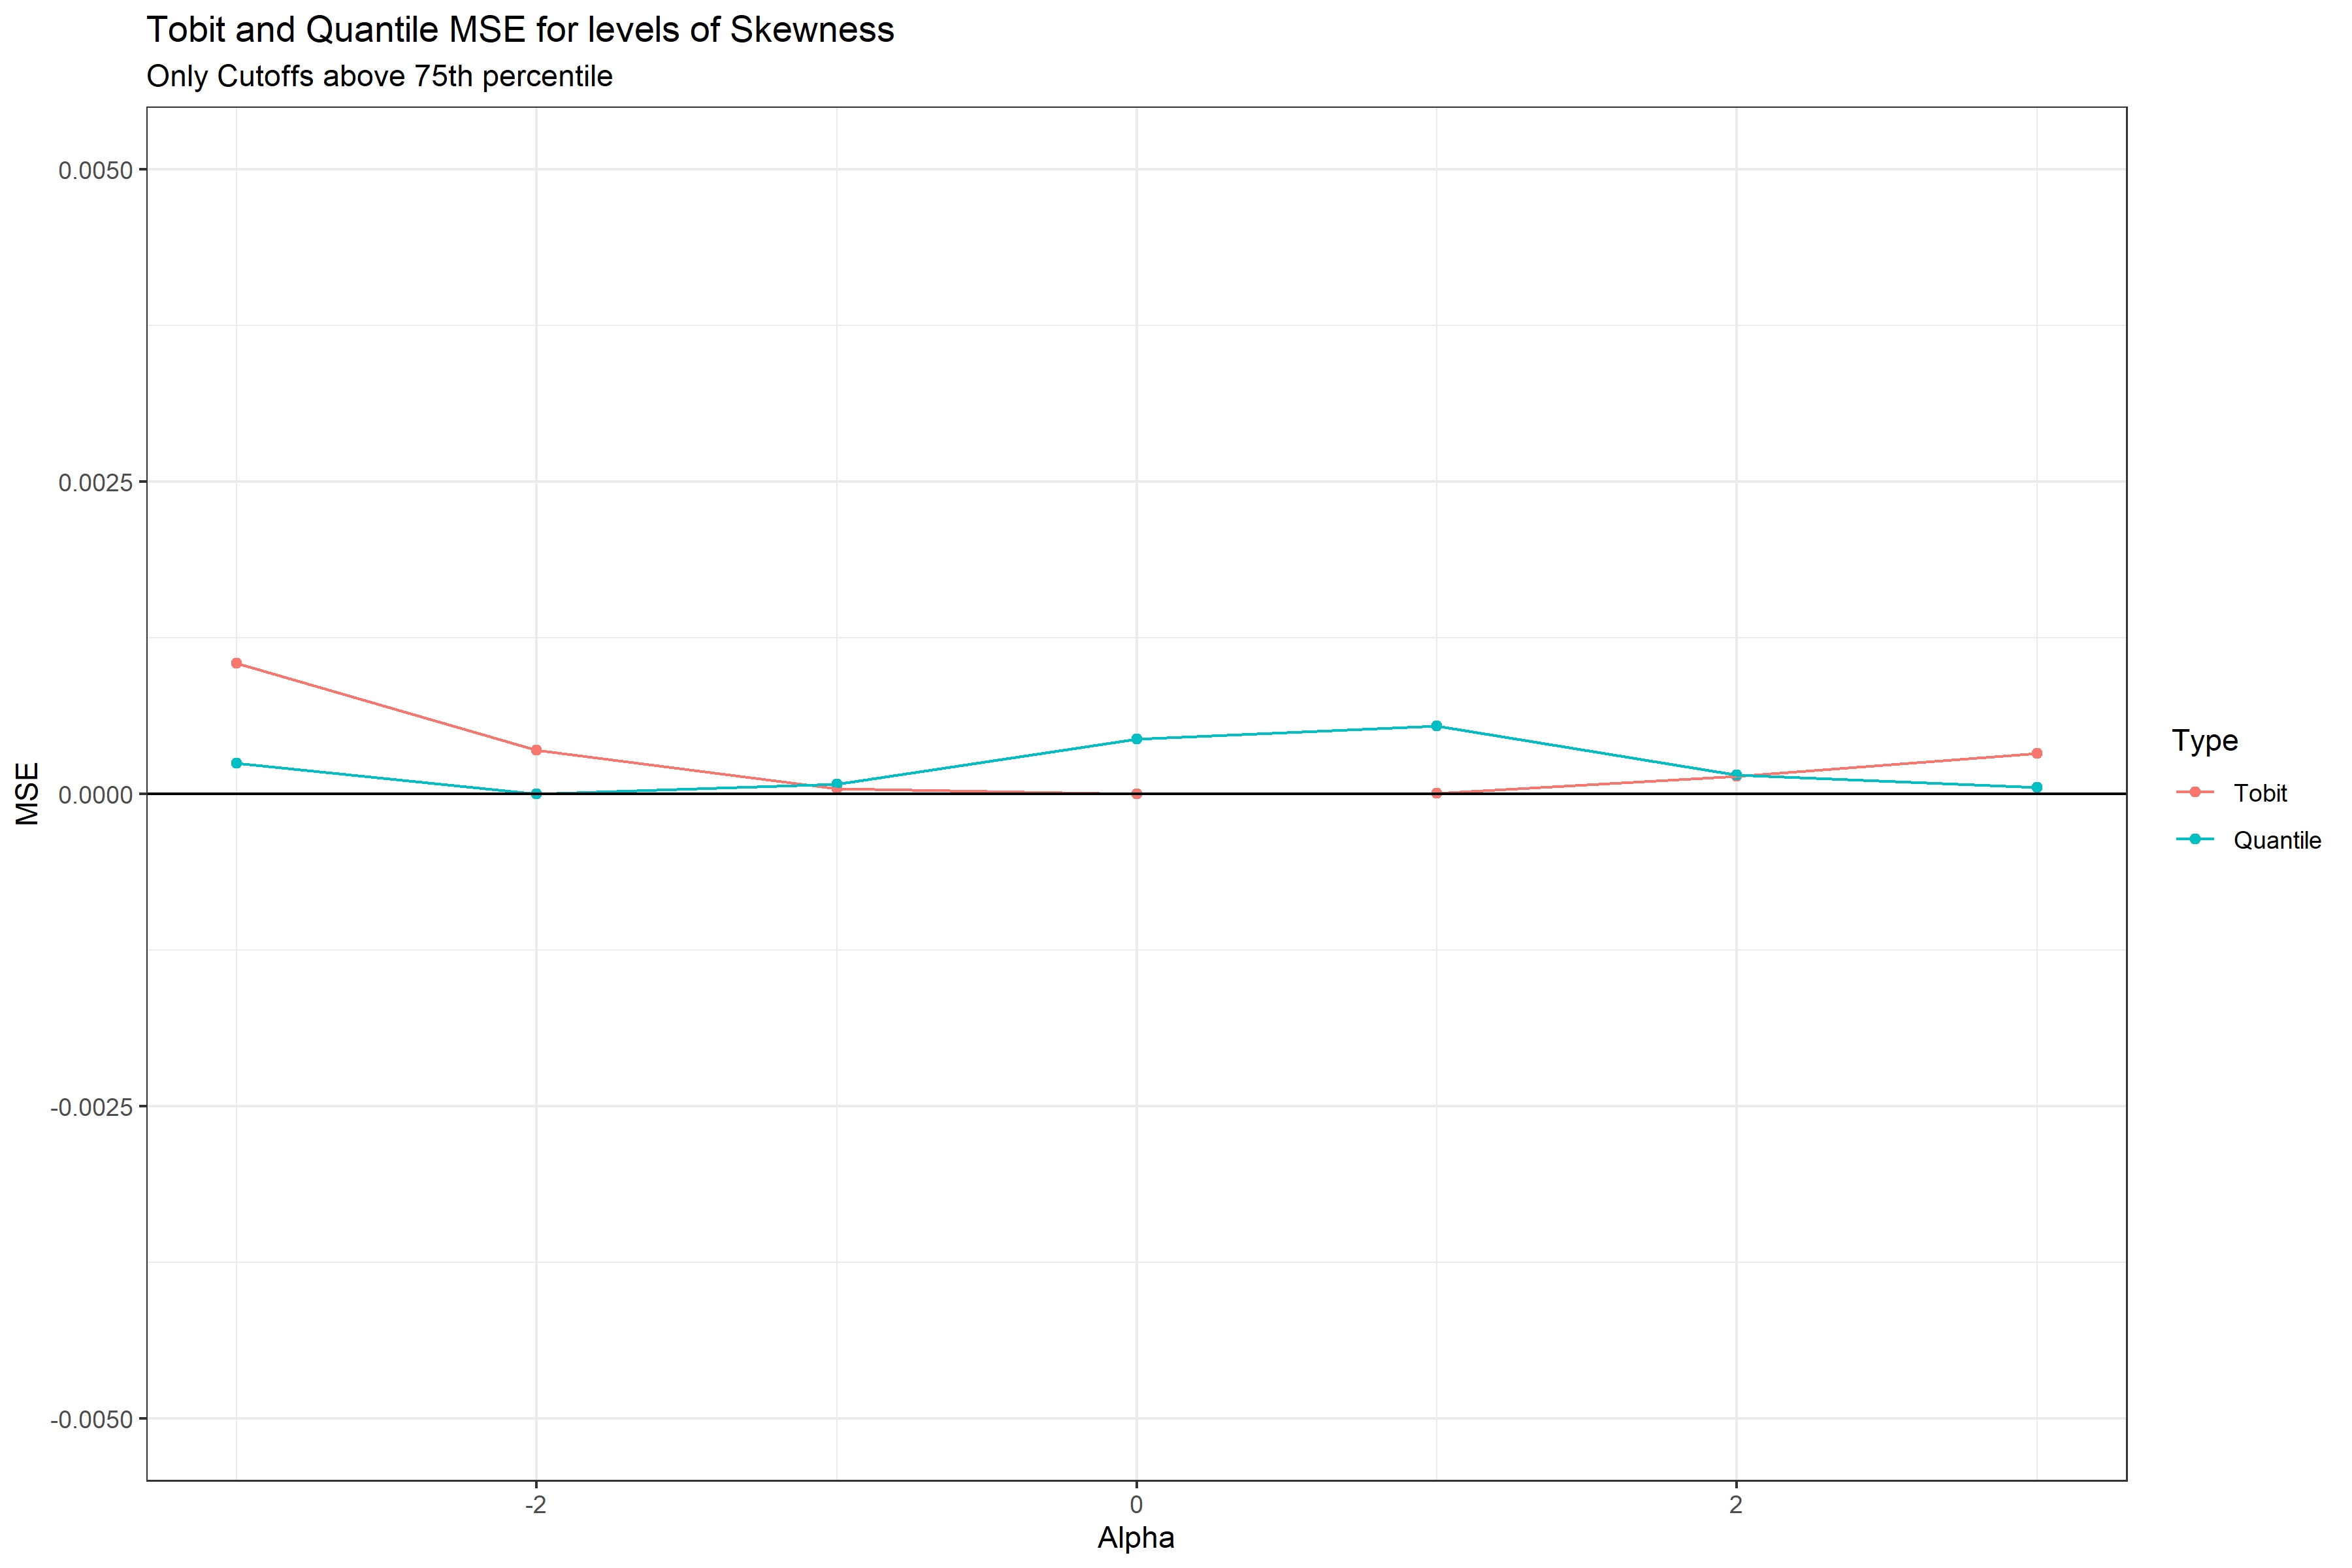 Tobit and Quantile MSE for levels of Skewness
Only Cutoffs above 75th percentile
0.0050
0.0025
0.0000
-0.0025
-0.0050
MSE
-2
0
2
Alpha
Type
Tobit
Quantile